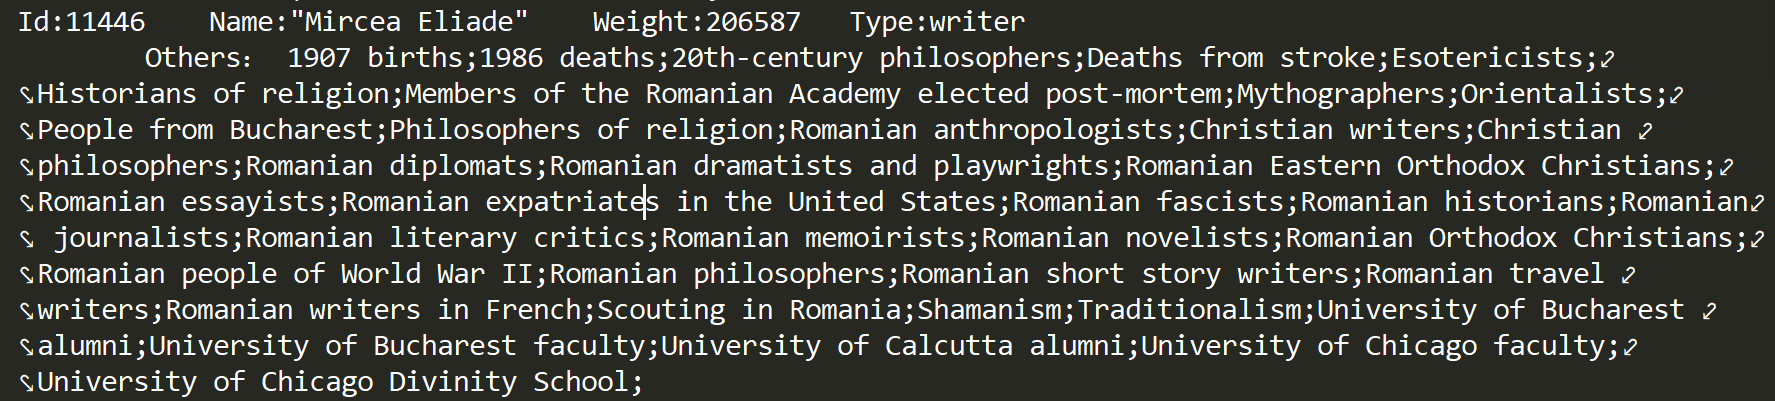 Id:11446    Name:"Mircea Eliade"    Weight:206587   Type:writer
Others:  1907 births;1986 deaths;20th-century philosophers;Deaths from stroke;Esotericists;
Historians of religion;Members of the Romanian Academy elected post-mortem;Mythographers;Orientalists;
People from Bucharest;Philosophers of religion;Romanian anthropologists;Christian writers;Christian
philosophers;Romanian diplomats;Romanian dramatists and playwrights;Romanian Eastern Orthodox Christians;
Romanian essayists;Romanian expatriates in the United States;Romanian fascists;Romanian historians;Romanian
journalists;Romanian literary critics;Romanian memoirists;Romanian novelists;Romanian Orthodox Christians;
Romanian people of World War II;Romanian philosophers;Romanian short story writers;Romanian travel
writers;Romanian writers in French;Scouting in Romania;Shamanism;Traditionalism;University of Bucharest
alumni;University of Bucharest faculty;University of Calcutta alumni;University of Chicago faculty;
University of Chicago Divinity School;